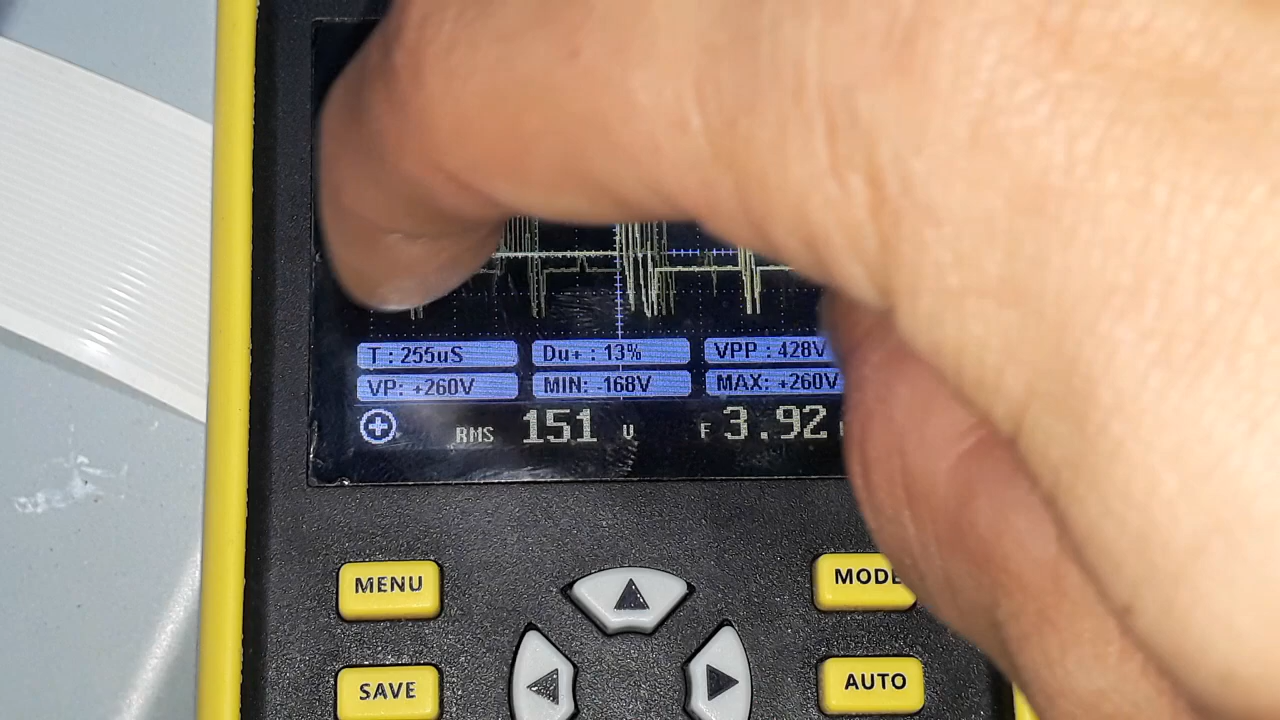 T : 255uS Du+ : 13% VPP : 428V
VP: +260V MIN: -168V MAX: +260V
RMS 151 V F 3.92
MENU MODE
SAVE AUTO